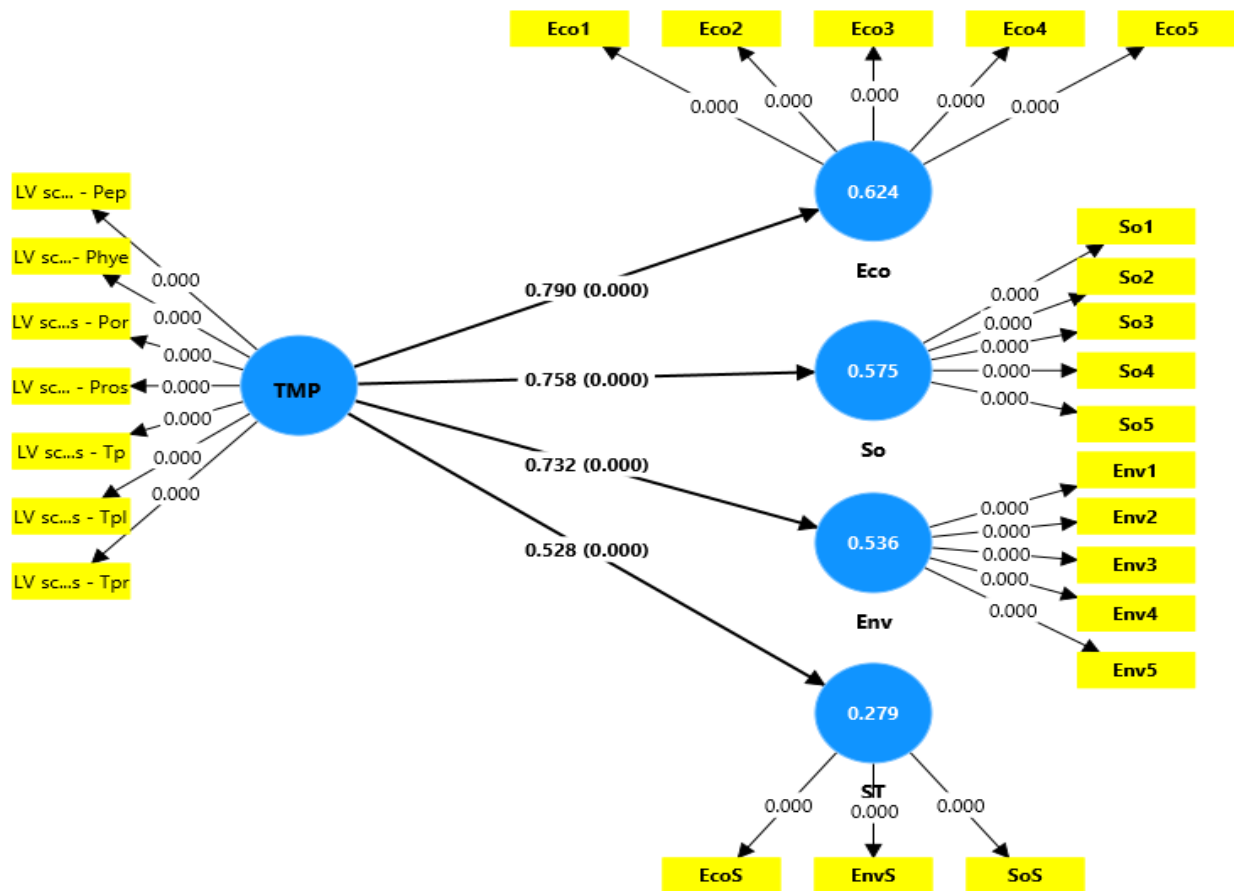 Eco1 Eco2 Eco3 Eco4 Eco5
0.000 0.000 0.000 0.000 0.000
0.624
Eco
LV sc... - Pep
LV sc...- Phye
LV sc...s - Por
LV sc... - Pros
LV sc...s - Tp
LV sc...s - Tpl
LV sc...s - Tpr
0.000
0.000
0.000
0.000
0.000
0.000
0.000
TMP
0.790 (0.000)
0.758 (0.000)
0.732 (0.000)
0.528 (0.000)
0.575
So
0.000
0.000
0.000
0.000
0.000
So1
So2
So3
So4
So5
0.536
Env
0.000
0.000
0.000
0.000
0.000
Env1
Env2
Env3
Env4
Env5
0.279
ST
0.000 0.000 0.000
EcoS EnvS SoS